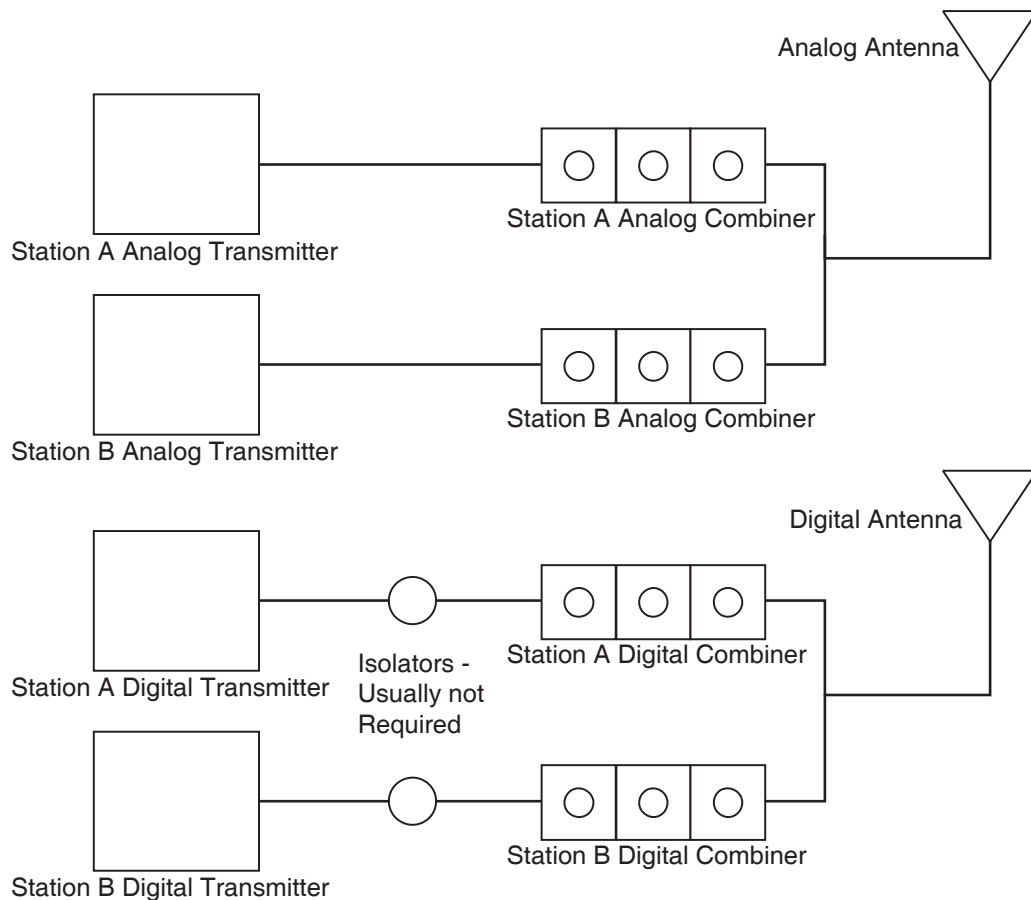 Analog Antenna
Station A Analog Combiner
Station A Analog Transmitter
Station B Analog Combiner
Station B Analog Transmitter
Digital Antenna
Station A Digital Combiner
Isolators -
Usually not
Required
Station A Digital Transmitter
Station B Digital Combiner
Station B Digital Transmitter